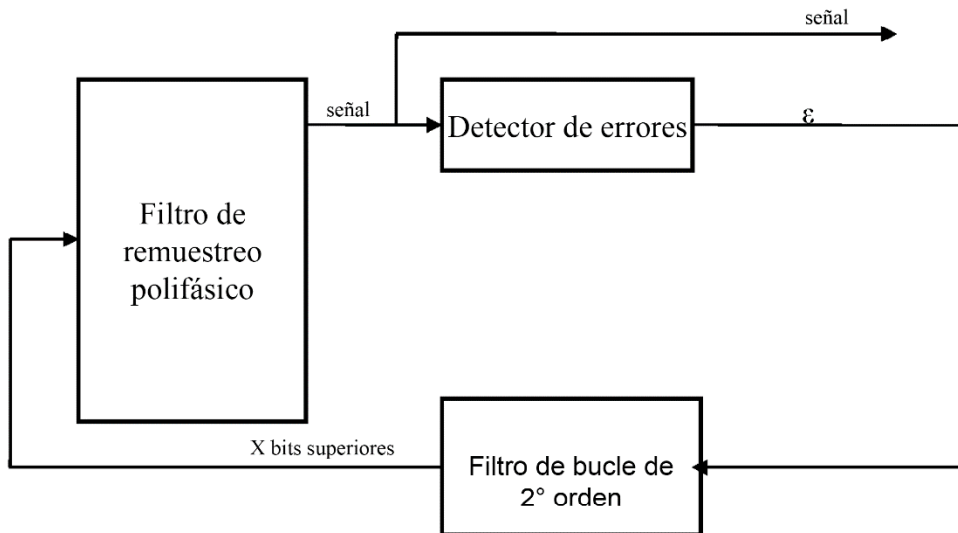 señal
señal
Detector de errores
ε
Filtro de
remuestreo
polifásico
X bits superiores
Filtro de bucle de
2° orden